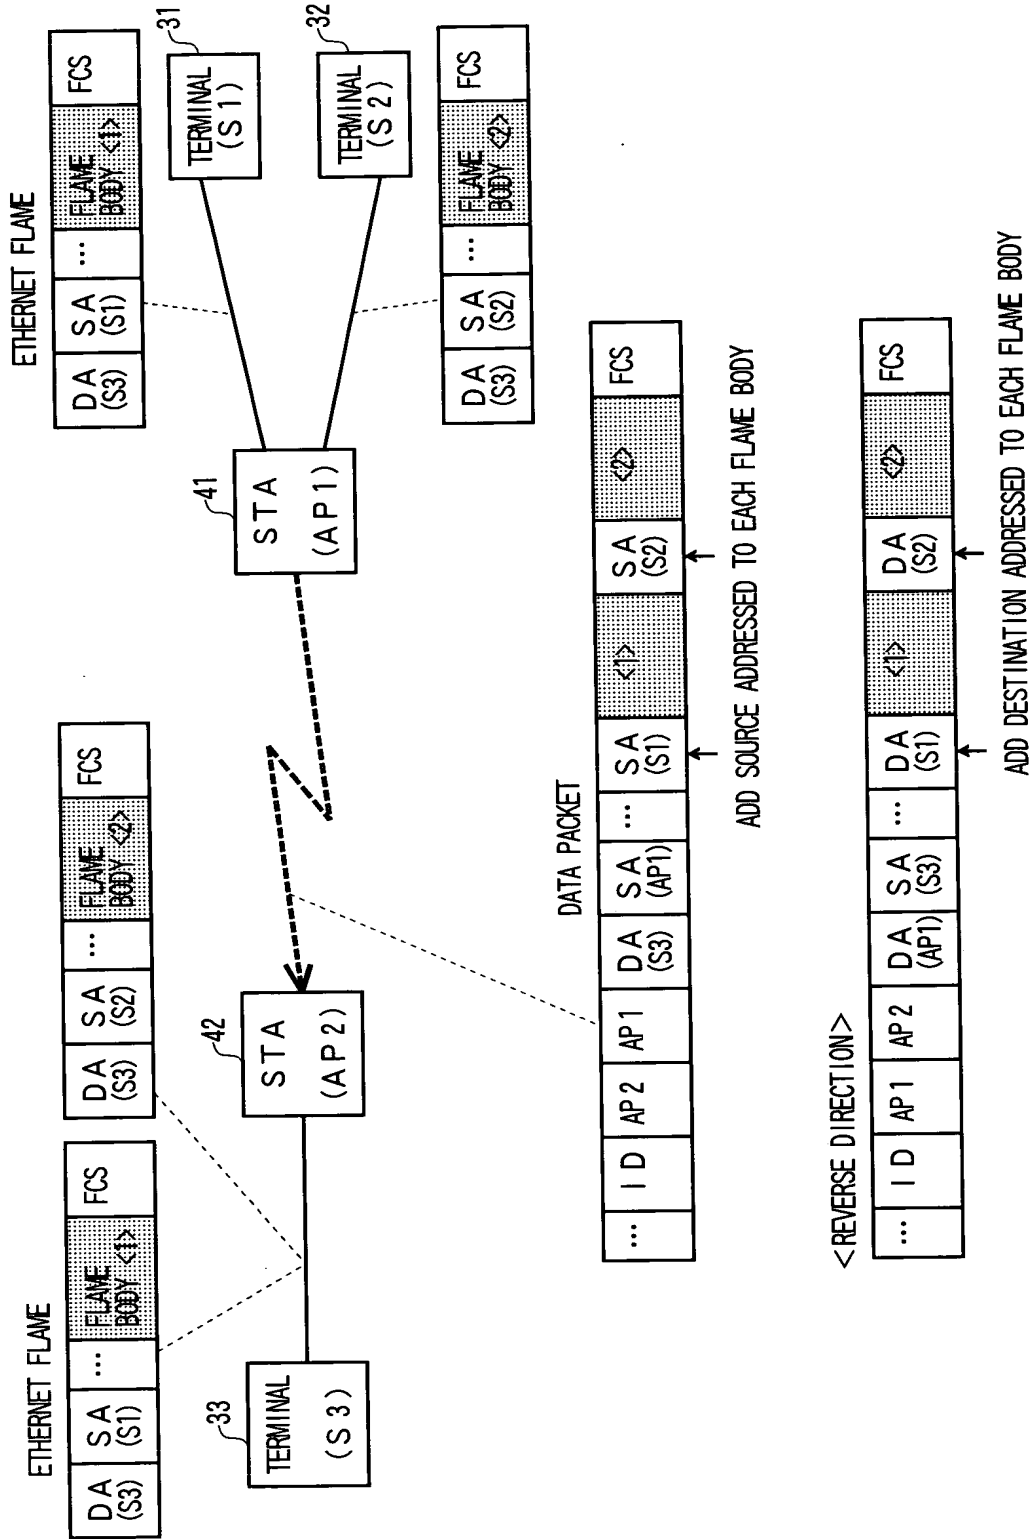 ETHERNET FLAME
DA (S3) SA (S1) ... FLAME BODY <1> FCS
DA (S3) SA (S2) ... FLAME BODY <2> FCS
33
TERMINAL
(S3)
42
STA
(AP2)
41
STA
(AP1)
ETHERNET FLAME
DA (S3) SA (S1) ... FLAME BODY <1> FCS
31
TERMINAL
(S1)
32
TERMINAL
(S2)
DA (S3) SA (S2) ... FLAME BODY <2> FCS
DATA PACKET
... ID AP2 AP1 DA (S3) SA (AP1) ... SA (S1) <1> SA (S2) <2> FCS
ADD SOURCE ADDRESSED TO EACH FLAME BODY
<REVERSE DIRECTION>
... ID AP1 AP2 DA (AP1) SA (S3) ... DA (S1) <1> DA (S2) <2> FCS
ADD DESTINATION ADDRESSED TO EACH FLAME BODY